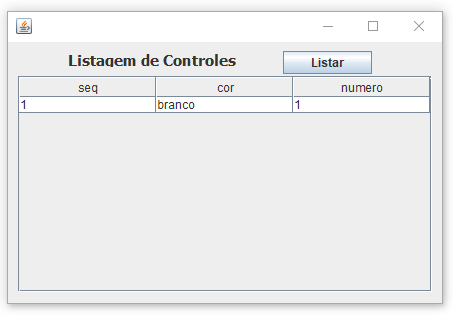 Listagem de Controles Listar
seq cor numero
1 branco 1